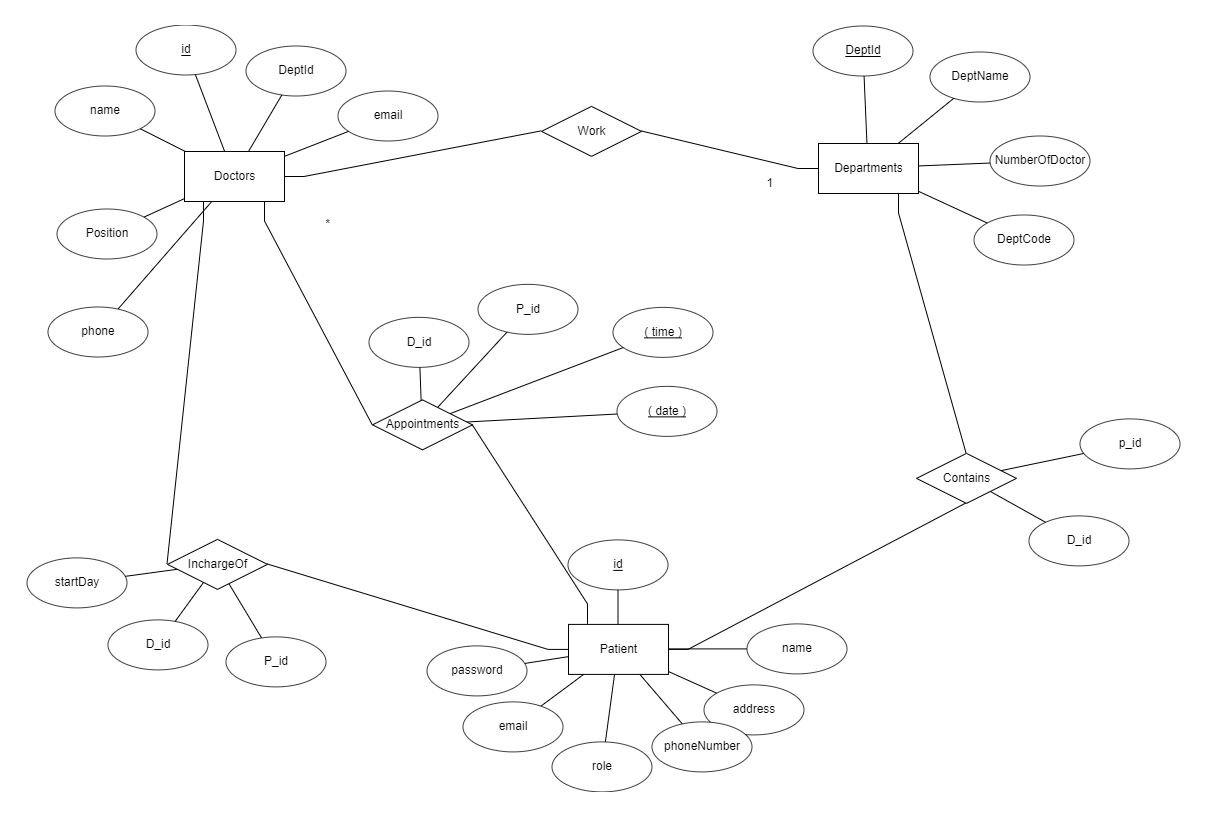 id
DeptId
DeptId
DeptName
name
email
Work
NumberOfDoctor
Doctors
Departments
1
*
Position
DeptCode
phone
P_id
D_id
( time )
( date )
Appointments
p_id
Contains
D_id
id
InchargeOf
startDay
D_id
P_id
Patient
name
password
address
email
phoneNumber
role